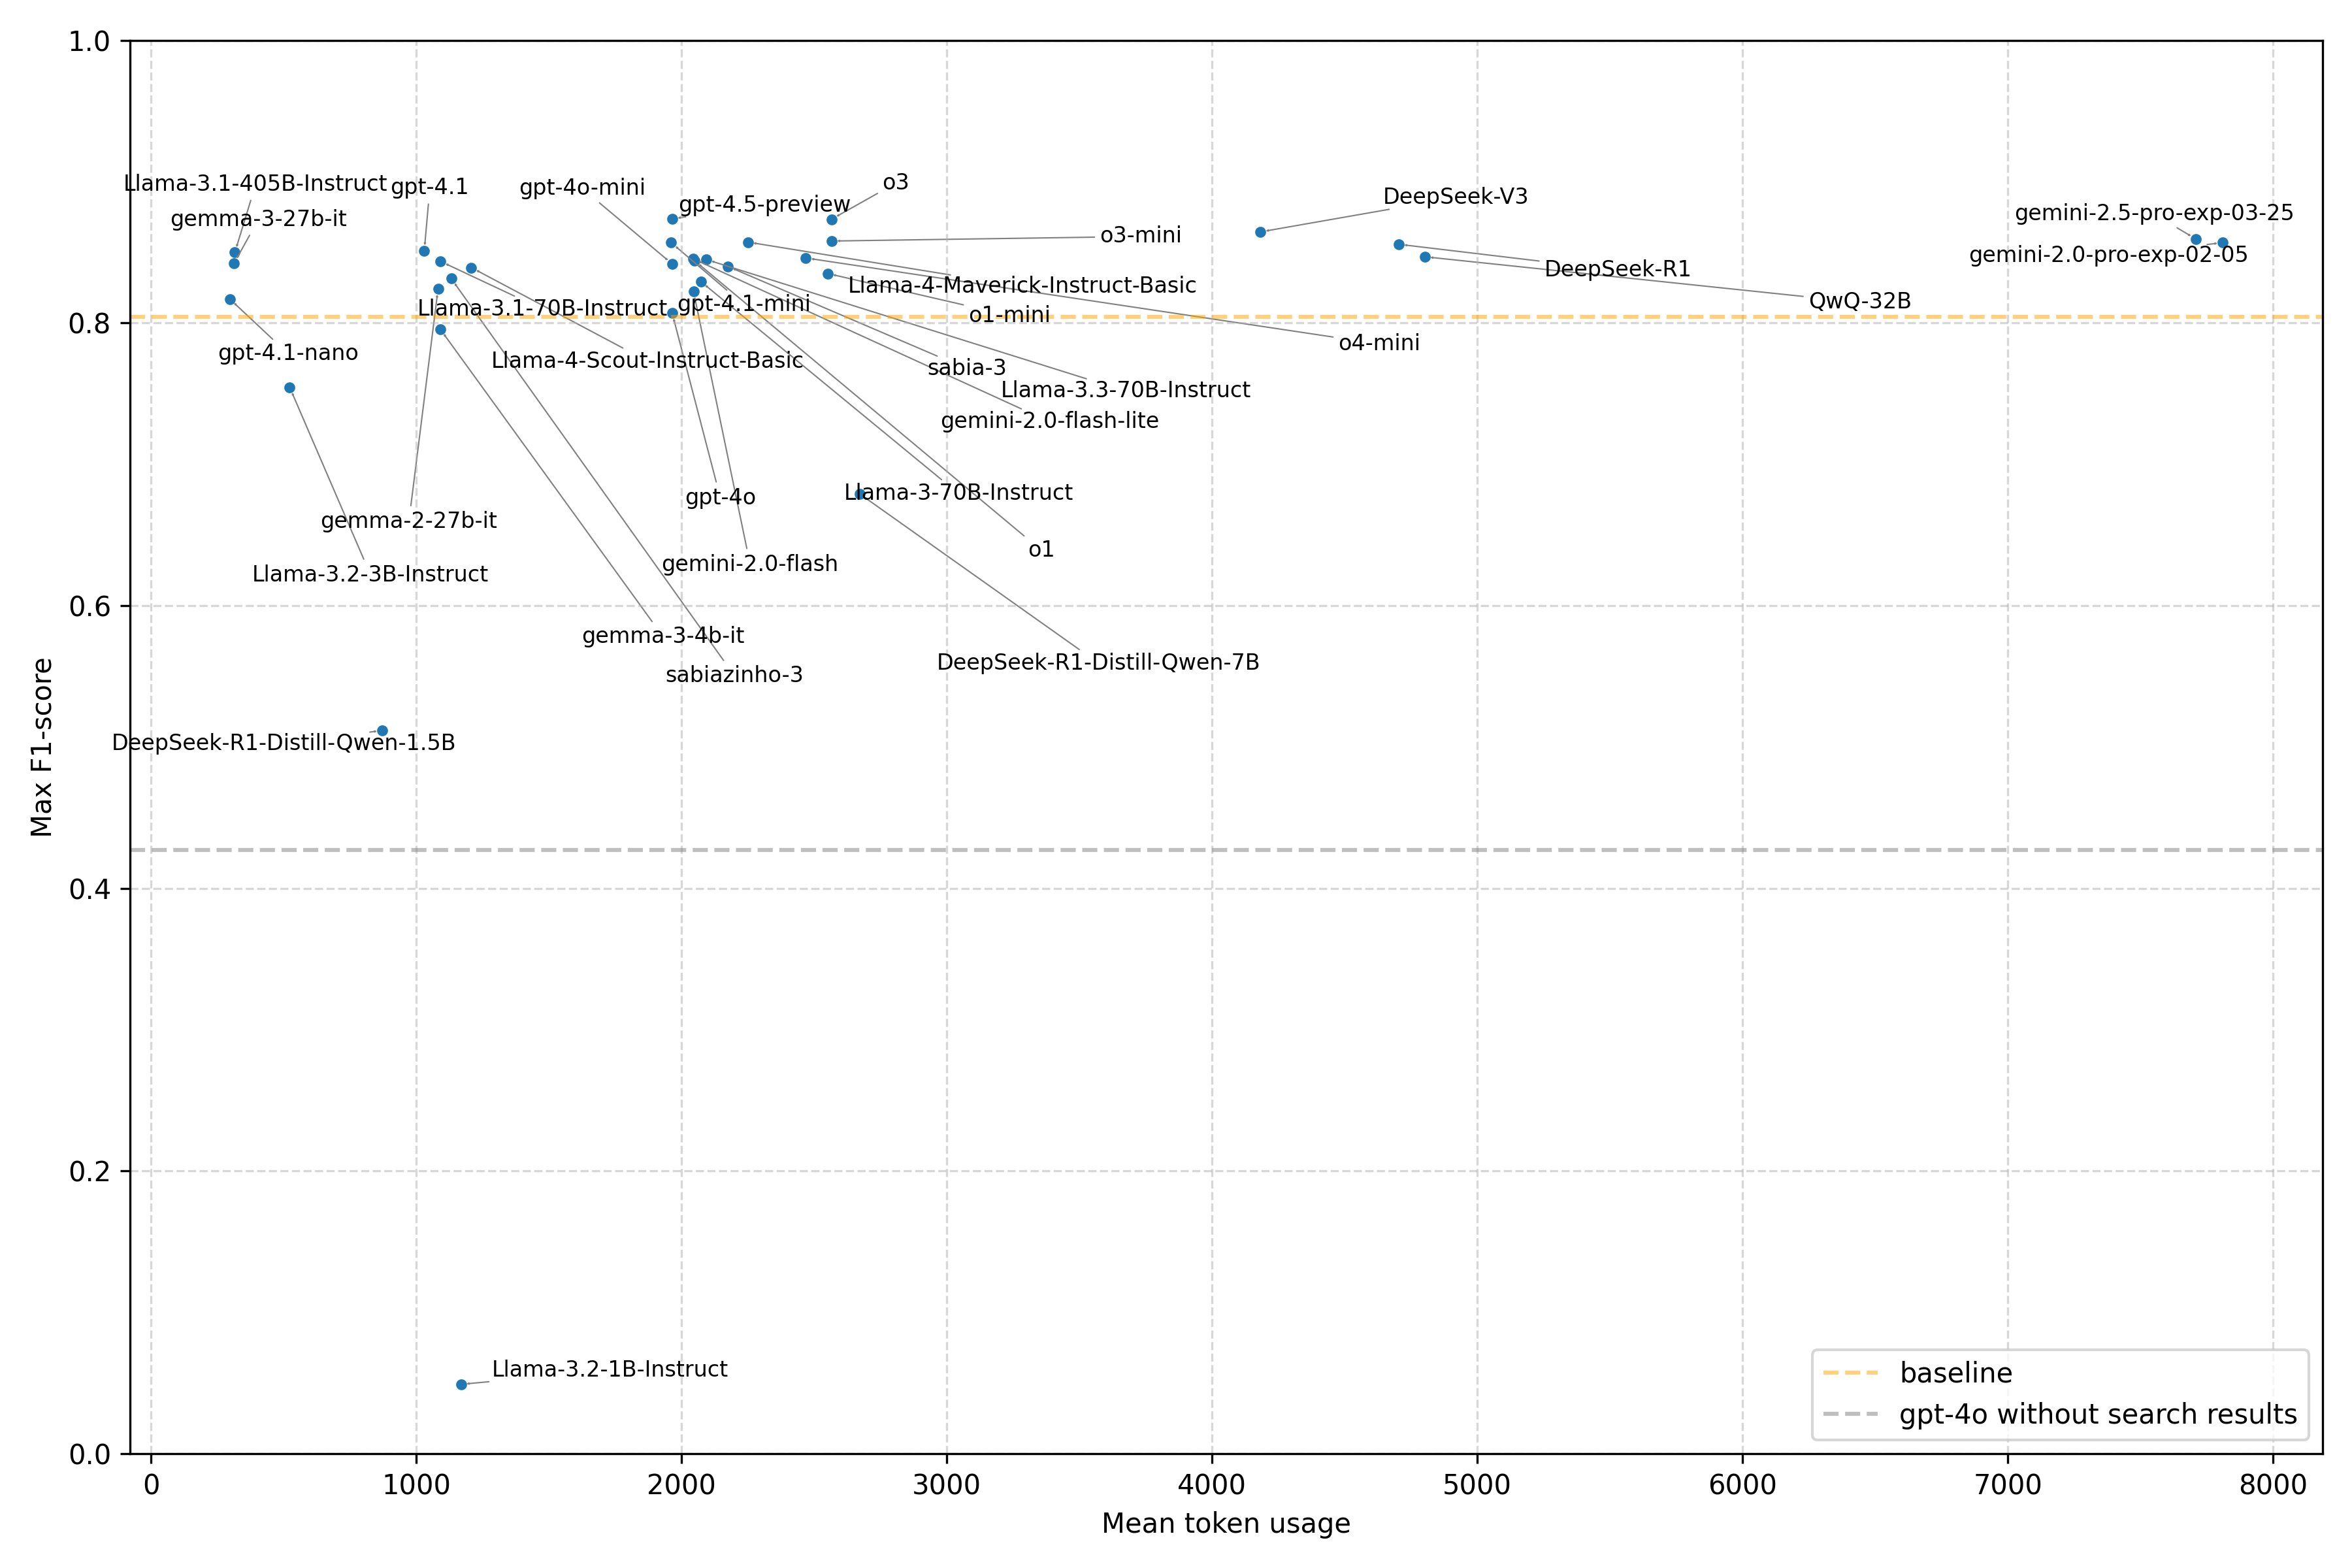 1.0
Llama-3.1-405B-Instruct
gpt-4.1
gpt-4o-mini
o3
gemma-3-27b-it
gpt-4.5-preview
DeepSeek-V3
gemini-2.5-pro-exp-03-25
o3-mini
gemini-2.0-pro-exp-02-05
DeepSeek-R1
Llama-4-Maverick-Instruct-Basic
QwQ-32B
gpt-4.1-mini
Llama-3.1-70B-Instruct
o1-mini
0.8
o4-mini
gpt-4.1-nano
Llama-4-Scout-Instruct-Basic
sabia-3
Llama-3.3-70B-Instruct
gemini-2.0-flash-lite
gpt-4o
Llama-3-70B-Instruct
gemma-2-27b-it
o1
gemini-2.0-flash
Llama-3.2-3B-Instruct
0.6
gemma-3-4b-it
DeepSeek-R1-Distill-Qwen-7B
sabiazinho-3
DeepSeek-R1-Distill-Qwen-1.5B
Max F1-score
0.4
0.2
Llama-3.2-1B-Instruct
baseline
gpt-4o without search results
0.0
0 1000 2000 3000 4000 5000 6000 7000 8000
Mean token usage